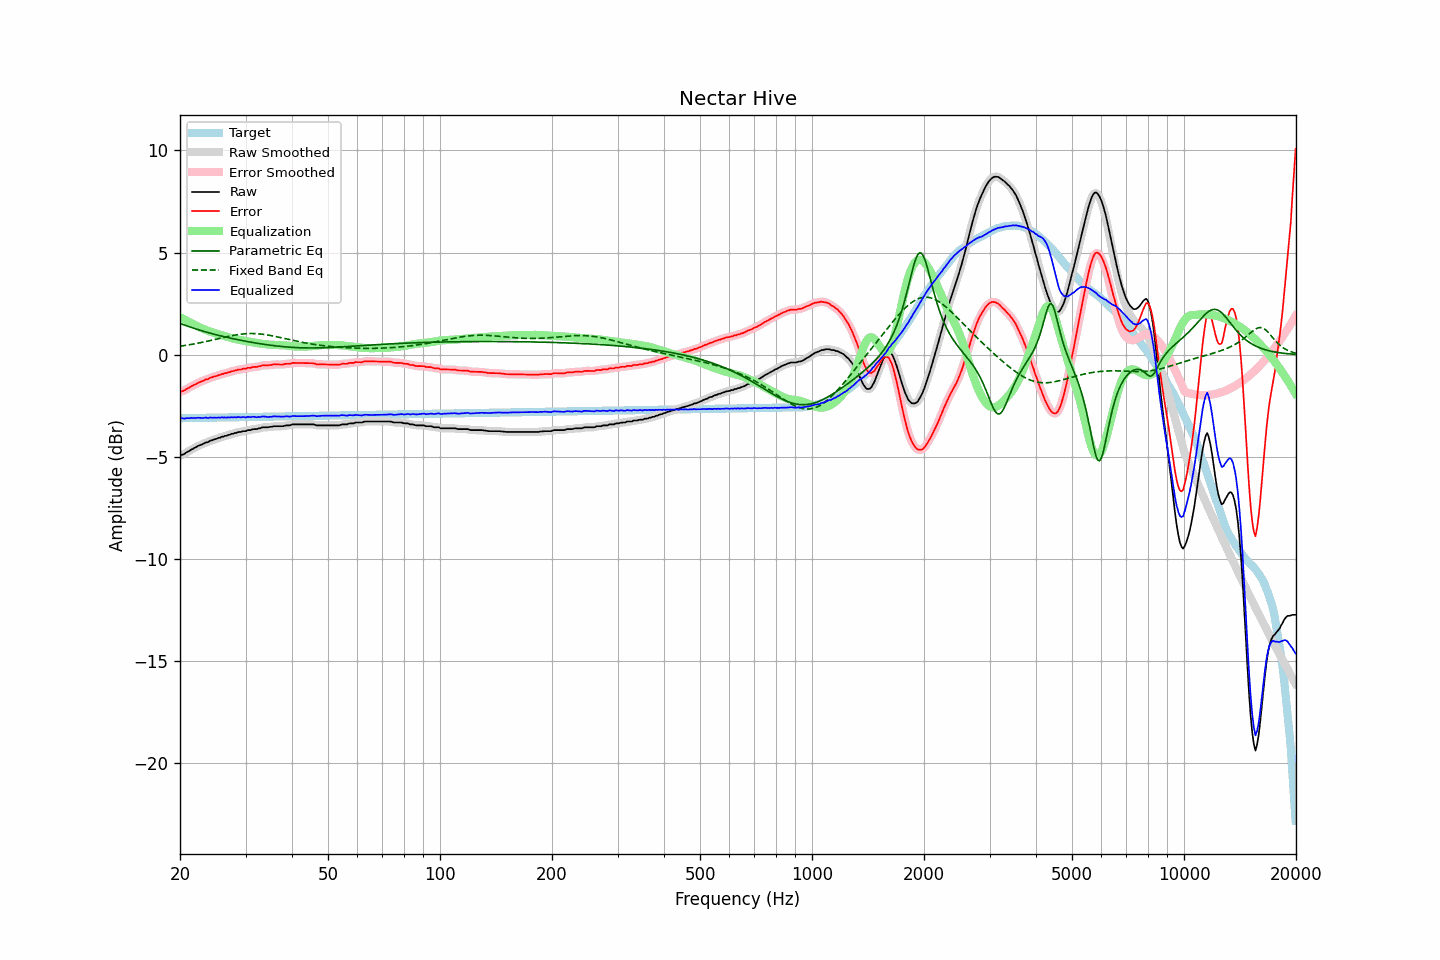 Nectar Hive
Target
Raw Smoothed
Error Smoothed
Raw
Error
Equalization
Parametric Eq
Fixed Band Eq
Equalized
10
5
0
−5
−10
−15
−20
Amplitude (dBr)
20 50 100 200 500 1000 2000 5000 10000 20000
Frequency (Hz)